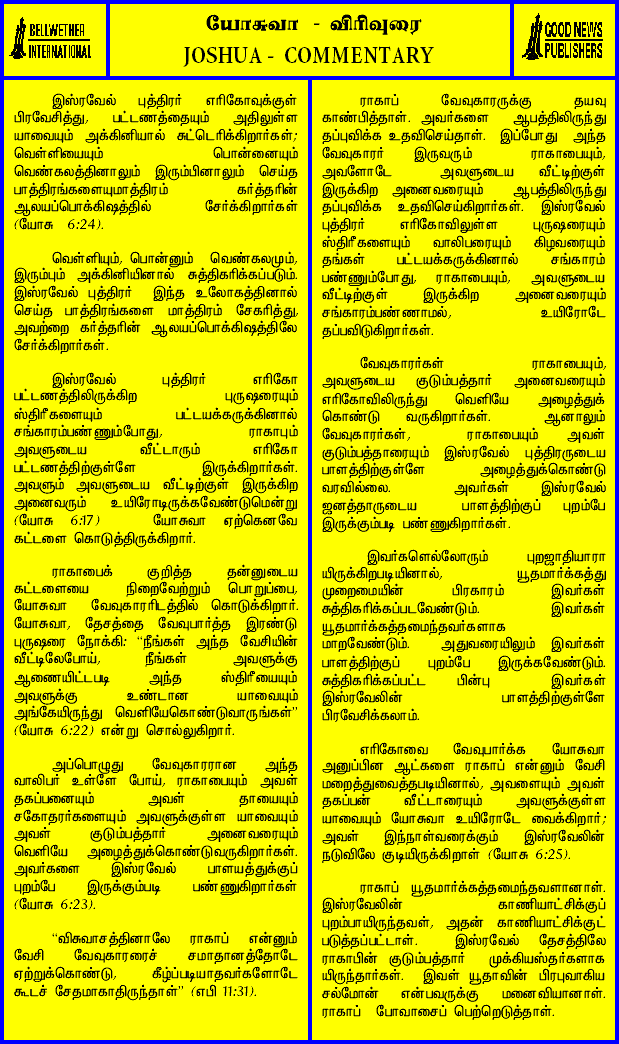 BELLWETHER
INTERNATIONAL
யோசுவா - விரிவுரை
JOSHUA - COMMENTARY
GOOD NEWS
PUBLISHERS
இஸ்ரவேல் புத்திரர் எரிகோவுக்குள்
பிரவேசித்து, பட்டணத்தையும் அதிலுள்ள
யாவையும் அக்கினியால் சுட்டெரிக்கிறார்கள்;
வெள்ளியையும் பொன்னையும்
வெண்கலத்தினாலும் இரும்பினாலும் செய்த
பாத்திரங்களையுமாத்திரம் கர்த்தரின்
ஆலயப்பொக்கிஷத்தில் சேர்க்கிறார்கள்
(யோசு 6:24).
வெள்ளியும், பொன்னும் வெண்கலமும்,
இரும்பும் அக்கினியினால் சுத்திகரிக்கப்படும்.
இஸ்ரவேல் புத்திரர் இந்த உலோகத்தினால்
செய்த பாத்திரங்களை மாத்திரம் சேகரித்து,
அவற்றை கர்த்தரின் ஆலயப்பொக்கிஷத்திலே
சேர்க்கிறார்கள்.
இஸ்ரவேல் புத்திரர் எரிகோ
பட்டணத்திலிருக்கிற புருஷரையும்
ஸ்திரீகளையும் பட்டயக்கருக்கினால்
சங்காரம்பண்ணும்போது, ராகாபும்
அவளுடைய வீட்டாரும் எரிகோ
பட்டணத்திற்குள்ளே இருக்கிறார்கள்.
அவளும் அவளுடைய வீட்டிற்குள் இருக்கிற
அனைவரும் உயிரோடிருக்கவேண்டுமென்று
(யோசு 6:17) யோசுவா ஏற்கெனவே
கட்டளை கொடுத்திருக்கிறார்.
ராகாபைக் குறித்த தன்னுடைய
கட்டளையை நிறைவேற்றும் பொறுப்பை,
யோசுவா வேவுகாரரிடத்தில் கொடுக்கிறார்.
யோசுவா, தேசத்தை வேவுபார்த்த இரண்டு
புருஷரை நோக்கி: "நீங்கள் அந்த வேசியின்
வீட்டிலேபோய், நீங்கள் அவளுக்கு
ஆணையிட்டபடி அந்த ஸ்திரீயையும்
அவளுக்கு உண்டான யாவையும்
அங்கேயிருந்து வெளியேகொண்டுவாருங்கள்"
(யோசு 6:22) என்று சொல்லுகிறார்.
அப்பொழுது வேவுகாரரான அந்த
வாலிபர் உள்ளே போய், ராகாபையும் அவள்
தகப்பனையும் அவள் தாயையும்
சகோதரர்களையும் அவளுக்குள்ள யாவையும்
அவள் குடும்பத்தார் அனைவரையும்
வெளியே அழைத்துக்கொண்டுவருகிறார்கள்.
அவர்களை இஸ்ரவேல் பாளயத்துக்குப்
புறம்பே இருக்கும்படி பண்ணுகிறார்கள்
(யோசு 6:23).
"விசுவாசத்தினாலே ராகாப் என்னும்
வேசி வேவுகாரரைச் சமாதானத்தோடே
ஏற்றுக்கொண்டு, கீழ்ப்படியாதவர்களோடே
கூடச் சேதமாகாதிருந்தாள்" (எபி 11:31).
ராகாப் வேவுகாரருக்கு தயவு
காண்பித்தாள். அவர்களை ஆபத்திலிருந்து
தப்புவிக்க உதவிசெய்தாள். இப்போது அந்த
வேவுகாரர் இருவரும் ராகாபையும்,
அவளோடே அவளுடைய வீட்டிற்குள்
இருக்கிற அனைவரையும் ஆபத்திலிருந்து
தப்புவிக்க உதவிசெய்கிறார்கள். இஸ்ரவேல்
புத்திரர் எரிகோவிலுள்ள புருஷரையும்
ஸ்திரீகளையும் வாலிபரையும் கிழவரையும்
தங்கள் பட்டயக்கருக்கினால் சங்காரம்
பண்ணும்போது, ராகாபையும், அவளுடைய
வீட்டிற்குள் இருக்கிற அனைவரையும்
சங்காரம்பண்ணாமல், உயிரோடே
தப்பவிடுகிறார்கள்.
வேவுகாரர்கள் ராகாபையும்,
அவளுடைய குடும்பத்தார் அனைவரையும்
எரிகோவிலிருந்து வெளியே அழைத்துக்
கொண்டு வருகிறார்கள். ஆனாலும்
வேவுகாரர்கள், ராகாபையும் அவள்
குடும்பத்தாரையும் இஸ்ரவேல் புத்திரருடைய
பாளத்திற்குள்ளே அழைத்துக்கொண்டு
வரவில்லை. அவர்கள் இஸ்ரவேல்
ஜனத்தாருடைய பாளத்திற்குப் புறம்பே
இருக்கும்படி பண்ணுகிறார்கள்.
இவர்களெல்லோரும் புறஜாதியாரா
யிருக்கிறபடியினால், யூதமார்க்கத்து
முறைமையின் பிரகாரம் இவர்கள்
சுத்திகரிக்கப்படவேண்டும். இவர்கள்
யூதமார்க்கத்தமைந்தவர்களாக
மாறவேண்டும். அதுவரையிலும் இவர்கள்
பாளத்திற்குப் புறம்பே இருக்கவேண்டும்.
சுத்திகரிக்கப்பட்ட பின்பு இவர்கள்
இஸ்ரவேலின் பாளத்திற்குள்ளே
பிரவேசிக்கலாம்.
எரிகோவை வேவுபார்க்க யோசுவா
அனுப்பின ஆட்களை ராகாப் என்னும் வேசி
மறைத்துவைத்தபடியினால், அவளையும் அவள்
தகப்பன் வீட்டாரையும் அவளுக்குள்ள
யாவையும் யோசுவா உயிரோடே வைக்கிறார்;
அவள் இந்நாள்வரைக்கும் இஸ்ரவேலின்
நடுவிலே குடியிருக்கிறாள் (யோசு 6:25).
ராகாப் யூதமார்க்கத்தமைந்தவளானாள்.
இஸ்ரவேலின் காணியாட்சிக்குப்
புறம்பாயிருந்தவள், அதன் காணியாட்சிக்குட்
படுத்தப்பட்டாள். இஸ்ரவேல் தேசத்திலே
ராகாபின் குடும்பத்தார் முக்கியஸ்தர்களாக
யிருந்தார்கள். இவள் யூதாவின் பிரபுவாகிய
சல்மோன் என்பவருக்கு மனைவியானாள்.
ராகாப் போவாசைப் பெற்றெடுத்தாள்.